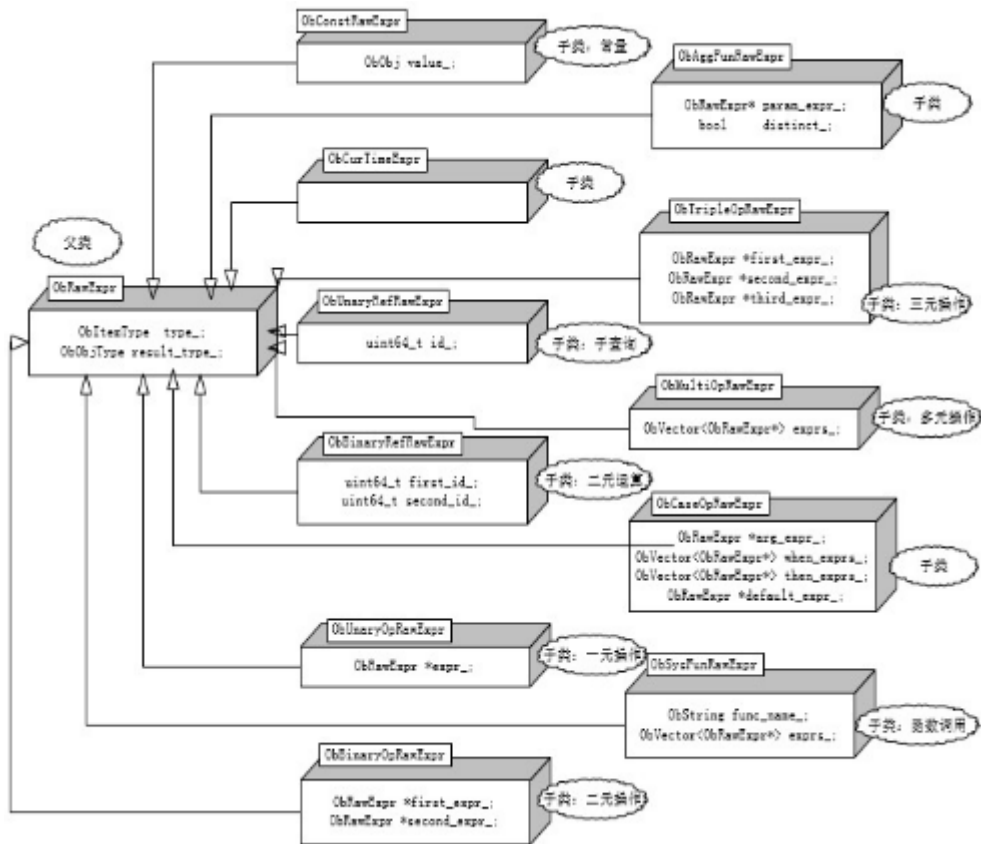 ObConstRawExpr
ObObj value_;
子类: 常量
ObAggFunRawExpr
ObRawExpr* param_expr_;
bool distinct_;
子类
ObCurTimeExpr
子类
ObTripleOpRawExpr
ObRawExpr *first_expr_;
ObRawExpr *second_expr_;
ObRawExpr *third_expr_;
子类: 三元操作
父类
ObRawExpr
ObItemType type_;
ObObjType result_type_;
ObUnaryRefRawExpr
uint64_t id_;
子类: 子查询
ObMultiOpRawExpr
ObVector<ObRawExpr*> exprs_;
子类: 多元操作
ObBinaryRefRawExpr
uint64_t first_id_;
uint64_t second_id_;
子类: 二元运算
ObCaseOpRawExpr
ObRawExpr *arg_expr_;
ObVector<ObRawExpr*> when_exprs_;
ObVector<ObRawExpr*> then_exprs_;
ObRawExpr *default_expr_;
子类
ObUnaryOpRawExpr
ObRawExpr *expr_;
子类: 一元操作
ObSysFunRawExpr
ObString func_name_;
ObVector<ObRawExpr*> exprs_;
子类: 函数调用
ObBinaryOpRawExpr
ObRawExpr *first_expr_;
ObRawExpr *second_expr_;
子类: 二元操作